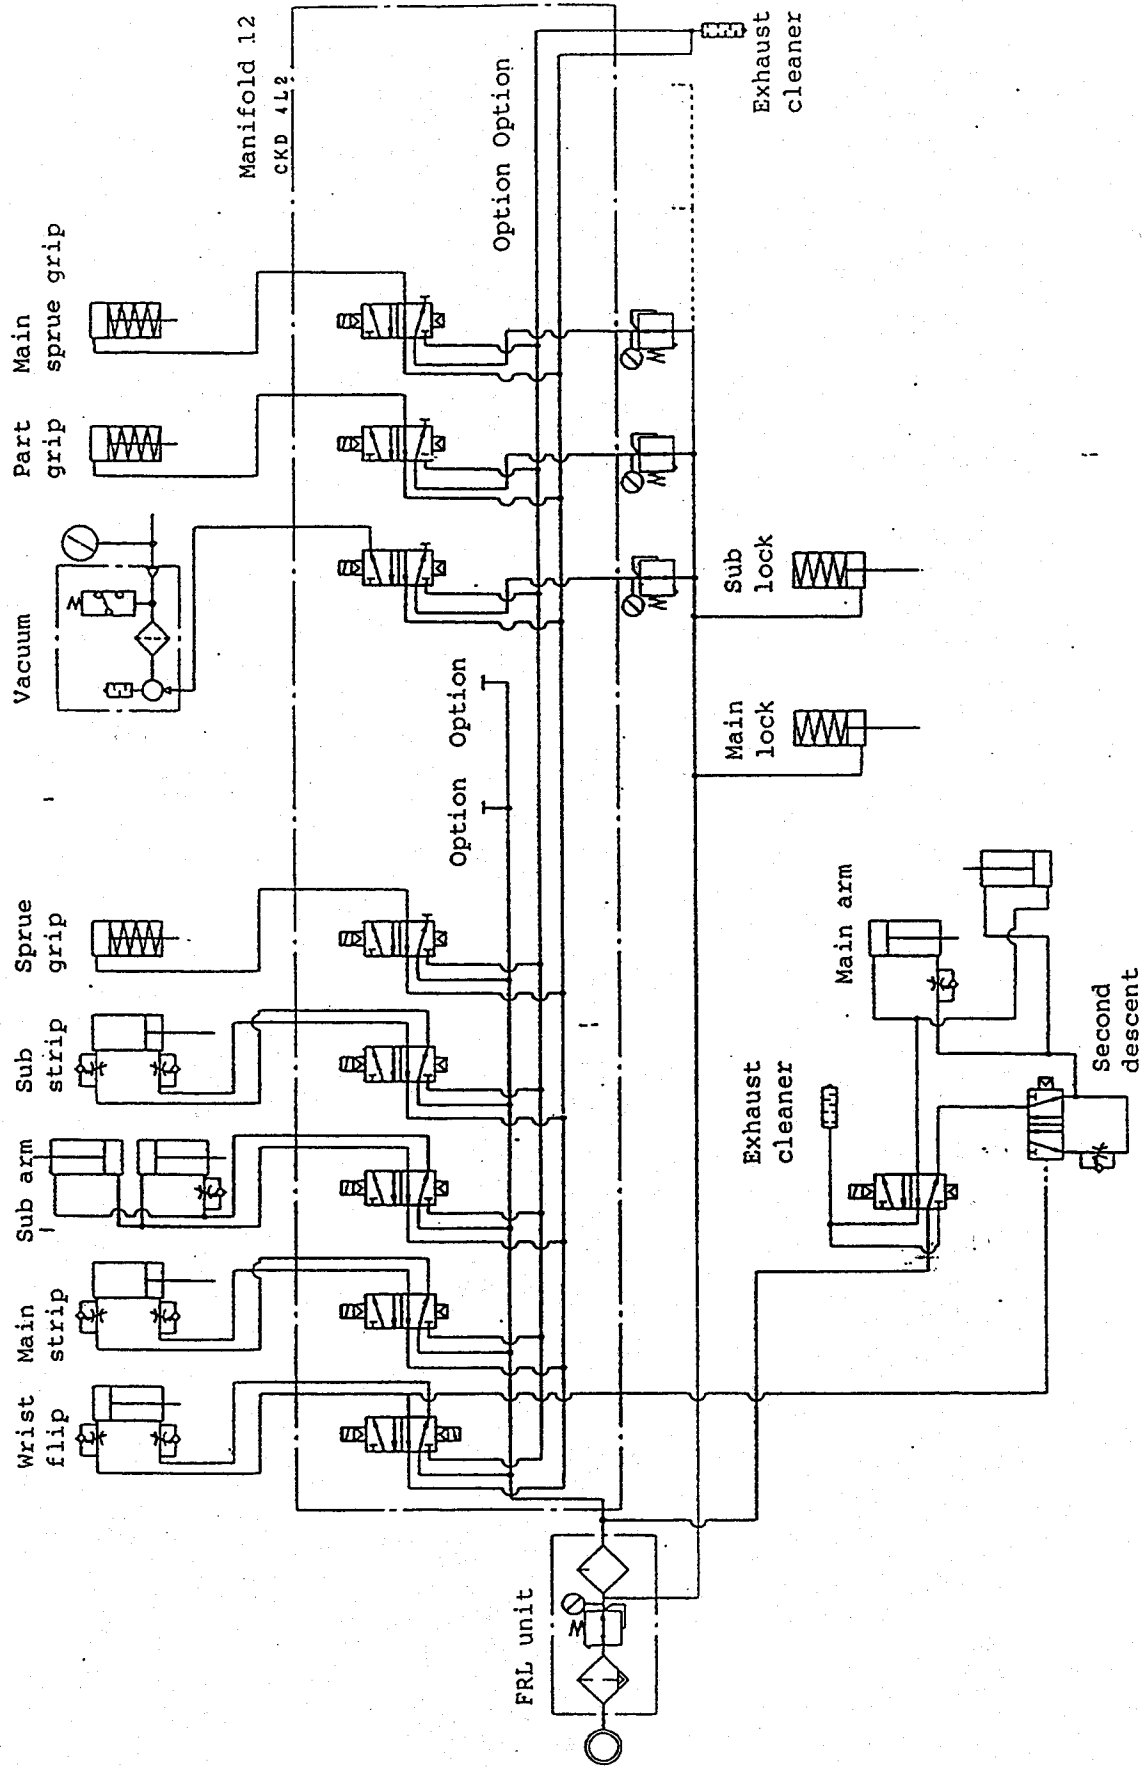 Wrist
flip
Main
strip
Sub arm
Sub
strip
Sprue
grip
Vacuum
Part
grip
Main
sprue grip
Manifold 12
CKD 4L2
Option
Option
Option Option
Exhaust
cleaner
FRL unit
Main
lock
Sub
lock
Main arm
Exhaust
cleaner
Second
descent